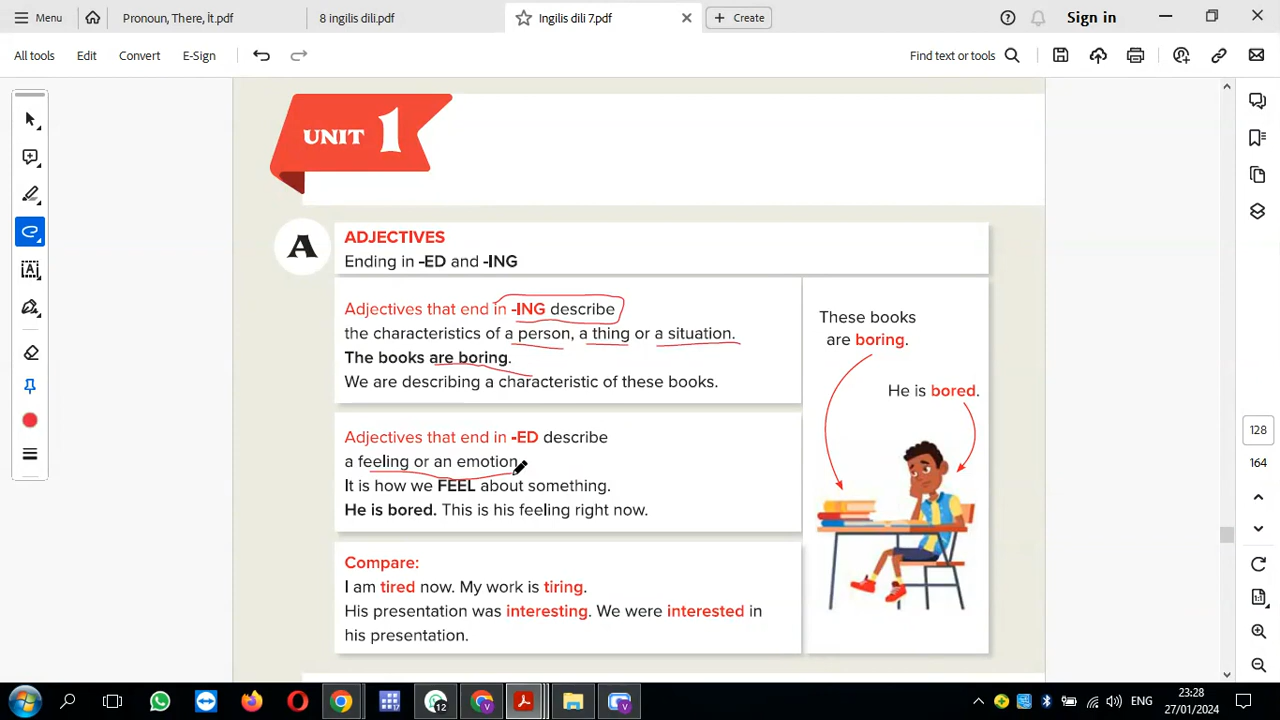 Menu
Pronoun, There, it.pdf
8 ingilis dili.pdf
Ingilis dili 7.pdf
Create
Sign in
All tools
Edit
Convert
E-Sign
Find text or tools
UNIT 1
A
ADJECTIVES
Ending in -ED and -ING
Adjectives that end in -ING describe
the characteristics of a person, a thing or a situation.
The books are boring.
We are describing a characteristic of these books.
Adjectives that end in -ED describe
a feeling or an emotion
It is how we FEEL about something.
He is bored. This is his feeling right now.
Compare:
I am tired now. My work is tiring.
His presentation was interesting. We were interested in
his presentation.
These books
are boring.
He is bored.
128
164
12
ENG
23:28
27/01/2024